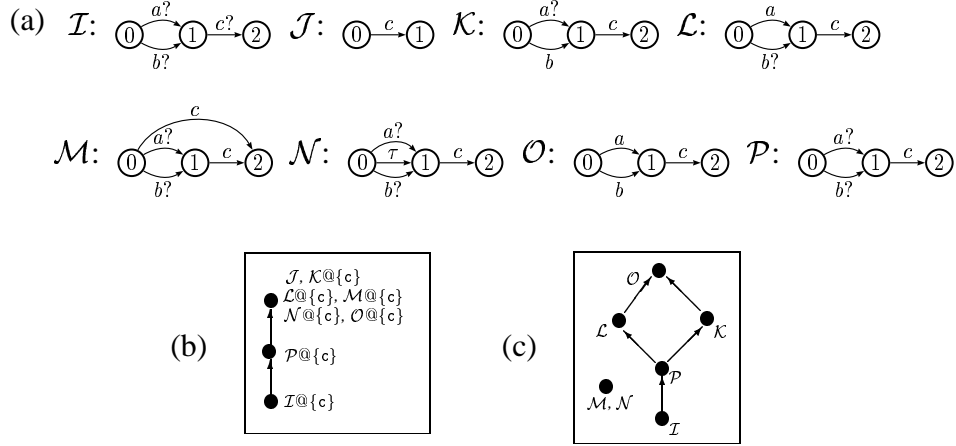 (a) 𝓘: 0 a? b? 1 c? 2 𝓙: 0 c 1 𝓚: 0 a? b 1 c 2 𝓛: 0 a b? 1 c 2
𝓜: 0 c a? b? 1 c 2 𝓝: 0 a? τ b? 1 c 2 𝓞: 0 a b 1 c 2 𝓟: 0 a? b? 1 c 2
(b)
𝓙, 𝓚@{c}
𝓛@{c}, 𝓜@{c}
𝓝@{c}, 𝓞@{c}
𝓟@{c}
𝓘@{c}
(c)
𝓞
𝓛 𝓚
𝓟
𝓜, 𝓝
𝓘